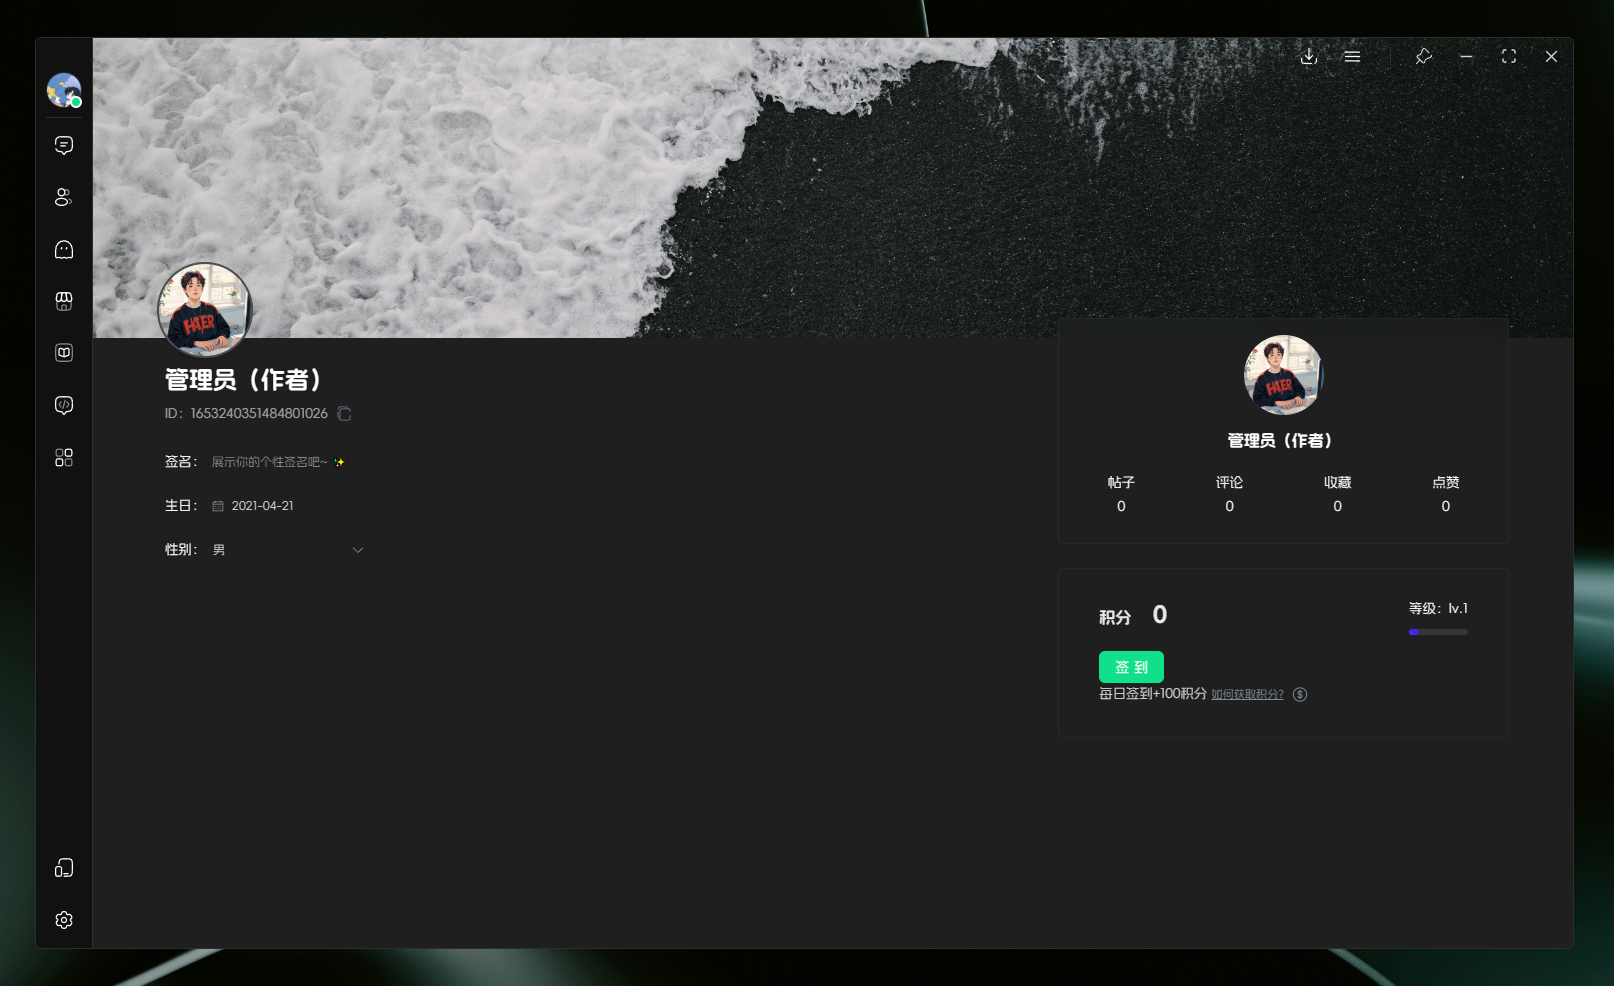 管理员（作者）
ID：1653240351484801026
签名：展示你的个性签名吧~ ✨
主日：2021-04-21
性别：男
HATER
管理员（作者）
帖子 评论 收藏 点赞
0 0 0 0
积分 0
等级：lv.1
签 到
每日签到+100积分 如何获取积分?